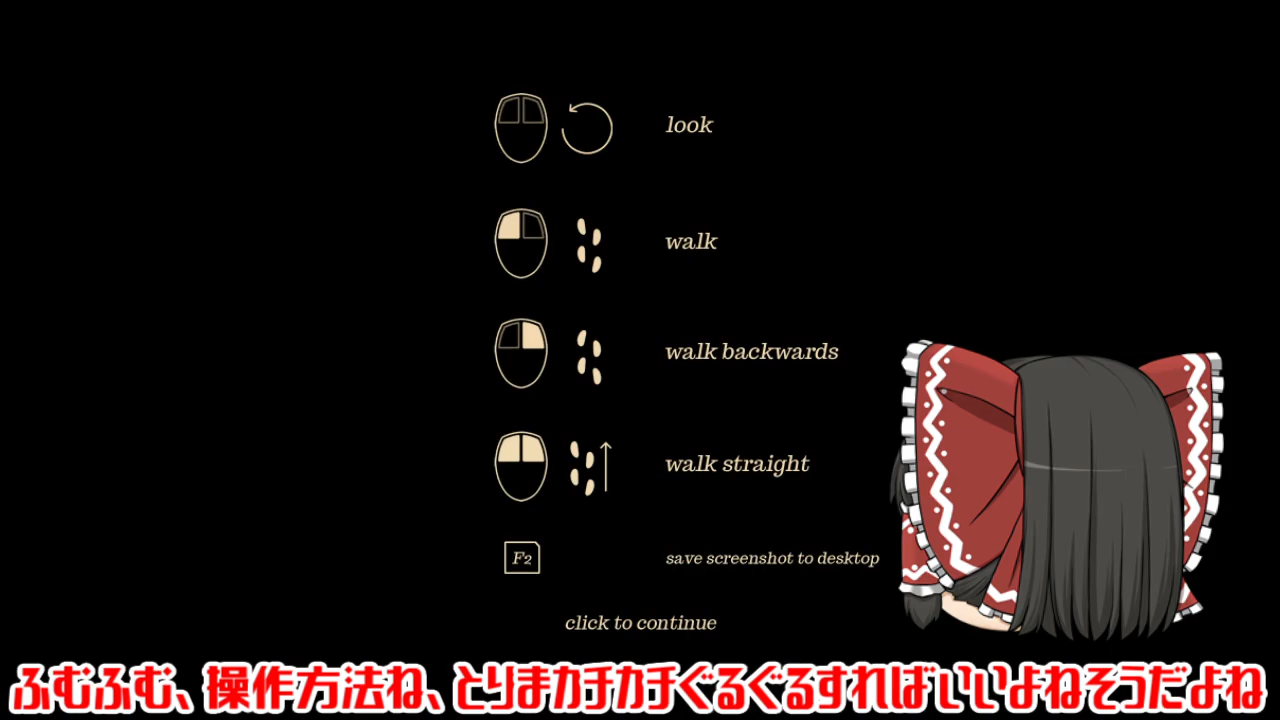 look
walk
walk backwards
walk straight
F2
save screenshot to desktop
click to continue
ふむふむ、操作方法ね、とりまカチカチぐるぐるすればいいよねそうだよね